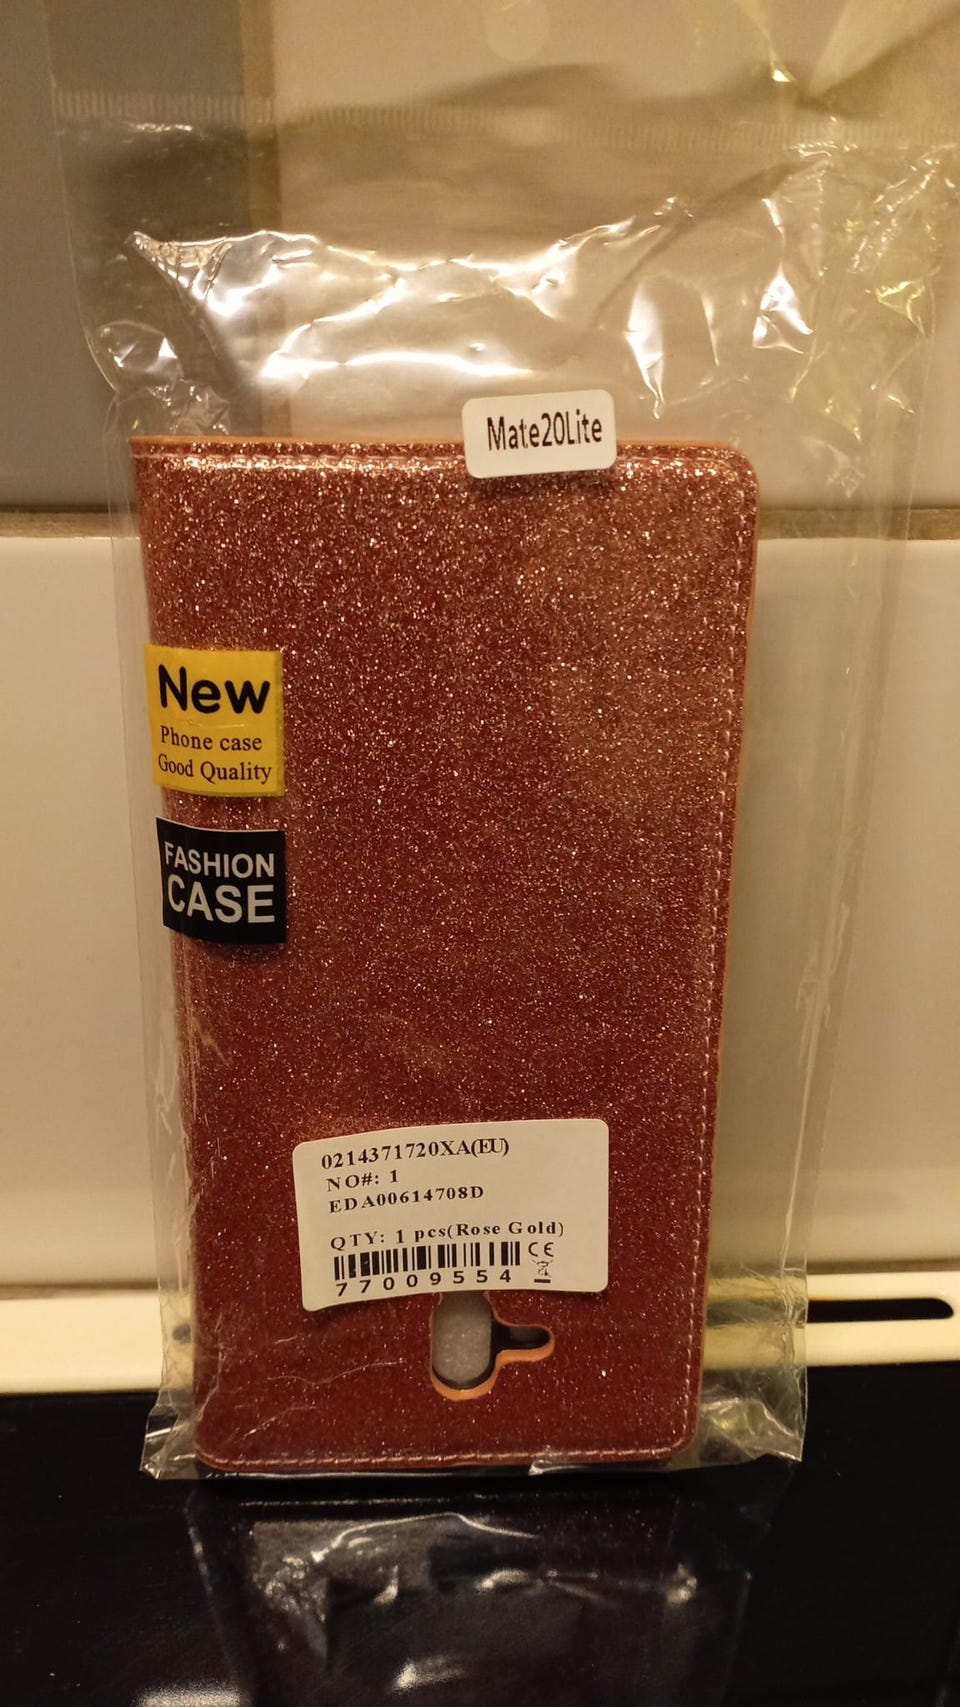 Mate20Lite
New
Phone case
Good Quality
FASHION
CASE
0214371720XA(EU)
NO#: 1
EDA00614708D
QTY: 1 pcs(Rose Gold)
CE
77009554